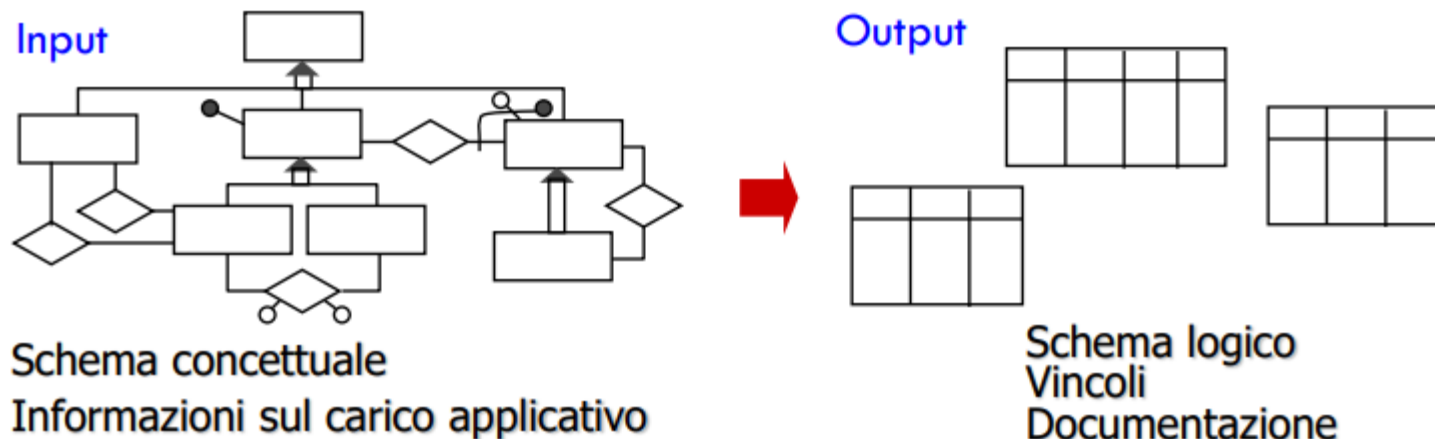 Input
Output
Schema concettuale
Informazioni sul carico applicativo
Schema logico
Vincoli
Documentazione